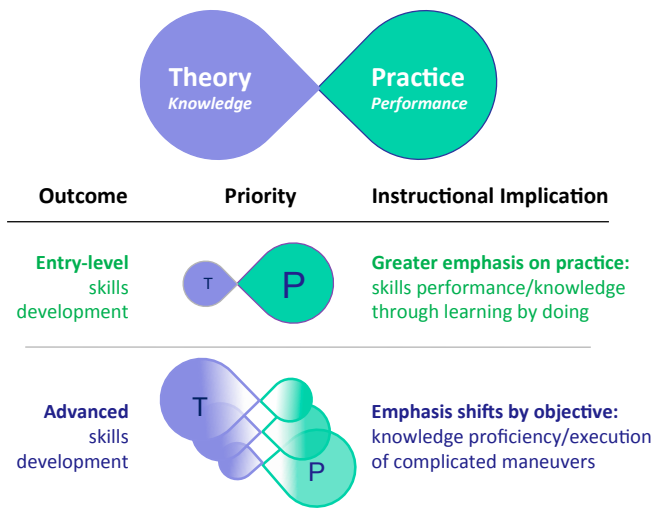 Theory
Knowledge
Practice
Performance
Outcome
Priority
Instructional Implication
Entry-level
skills
development
T
P
Greater emphasis on practice:
skills performance/knowledge
through learning by doing
Advanced
skills
development
T
P
Emphasis shifts by objective:
knowledge proficiency/execution
of complicated maneuvers